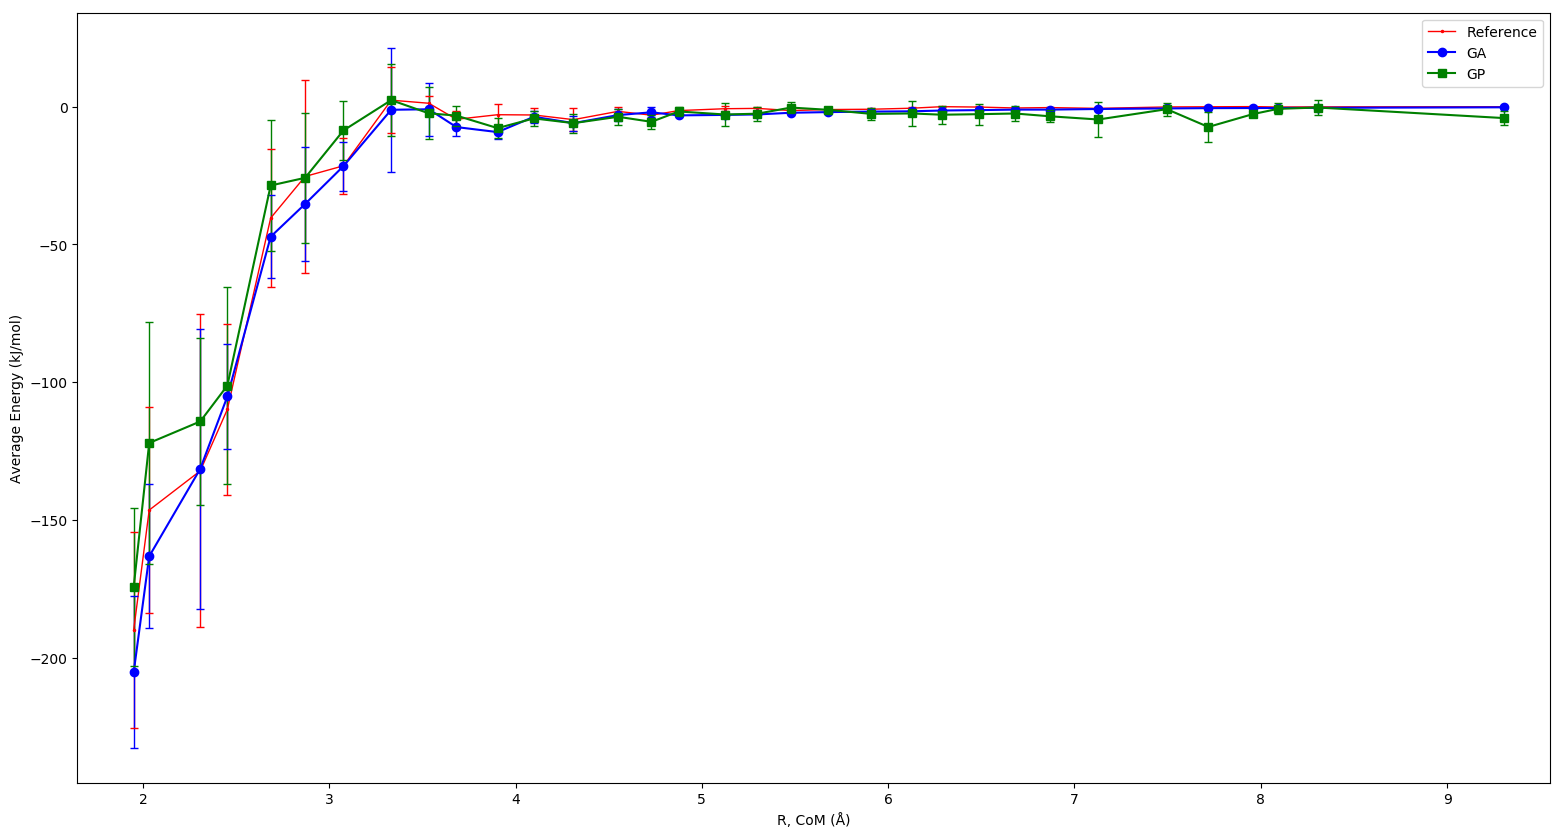 Reference
GA
GP
0
−50
−100
−150
−200
Average Energy (kJ/mol)
2 3 4 5 6 7 8 9
R, CoM (Å)